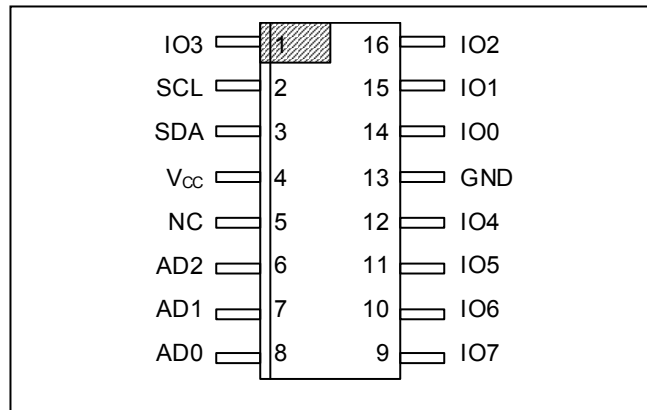 IO3 1 16 IO2
SCL 2 15 IO1
SDA 3 14 IO0
VCC 4 13 GND
NC 5 12 IO4
AD2 6 11 IO5
AD1 7 10 IO6
AD0 8 9 IO7